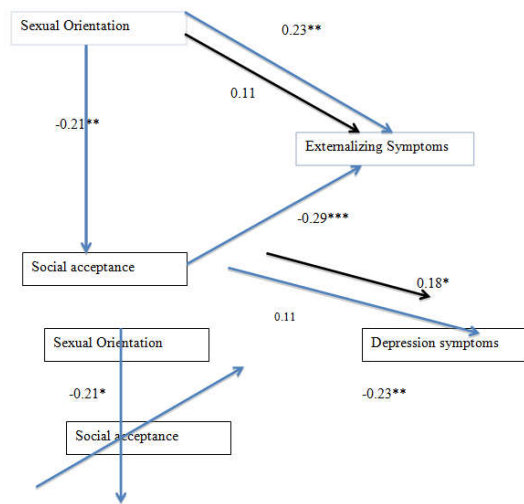 Sexual Orientation
0.23**
0.11
-0.21**
Externalizing Symptoms
-0.29***
Social acceptance
0.18*
0.11
Sexual Orientation
Depression symptoms
-0.21*
-0.23**
Social acceptance